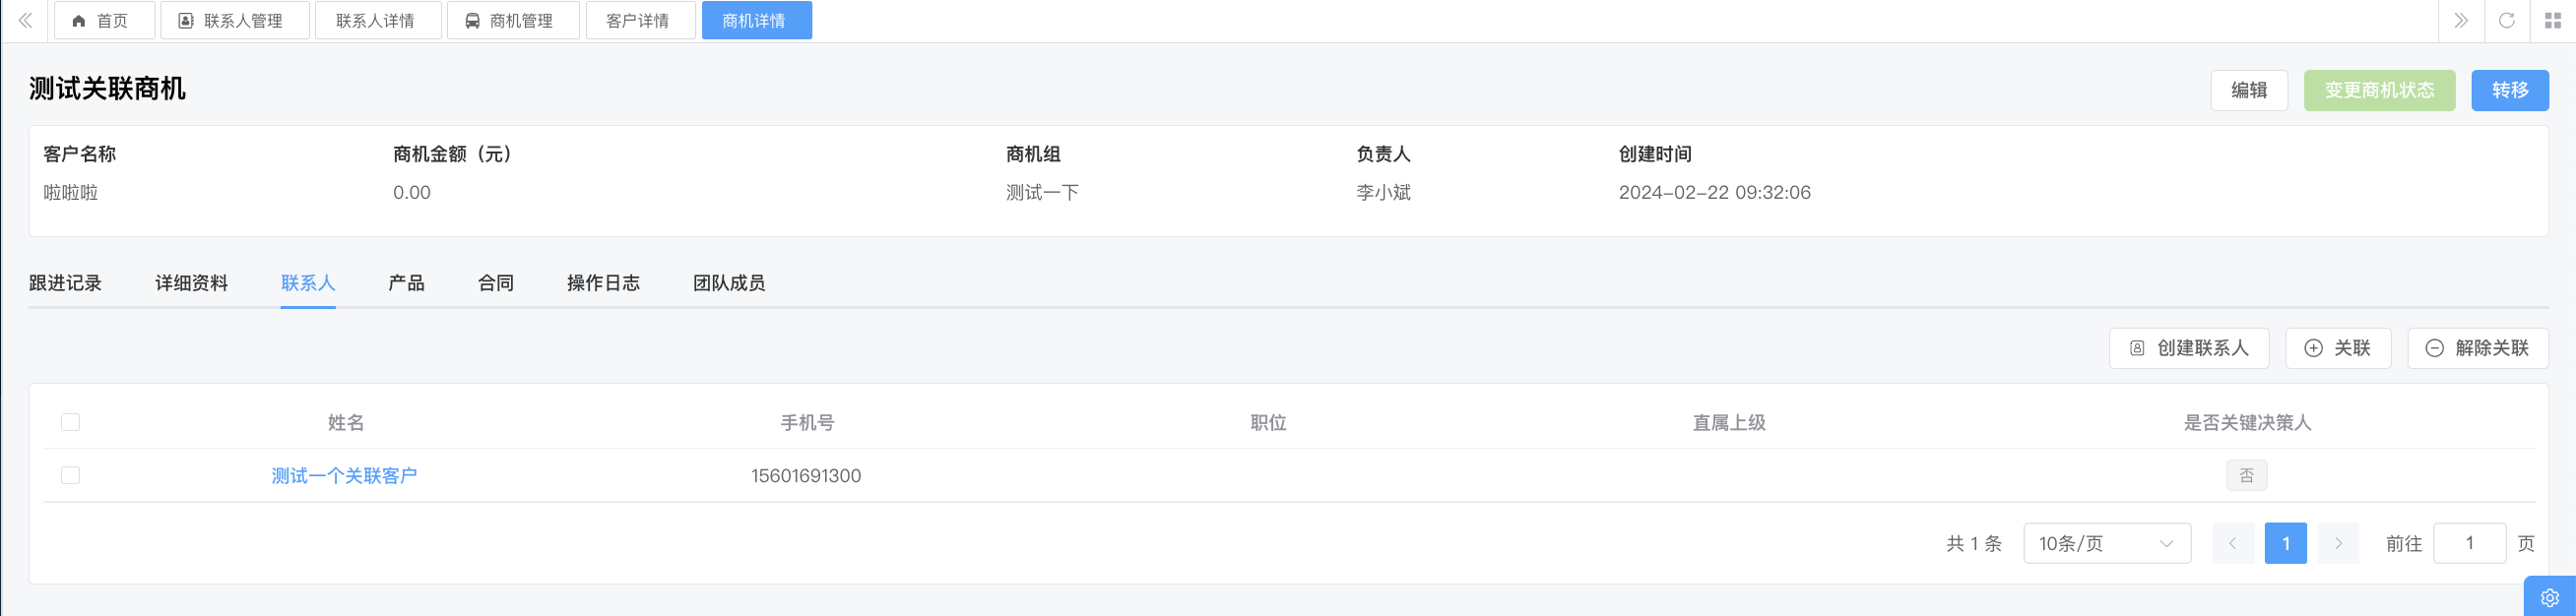 首页 联系人管理 联系人详情 商机管理 客户详情 商机详情
测试关联商机 编辑 变更商机状态 转移
客户名称 商机金额（元） 商机组 负责人 创建时间
啦啦啦 0.00 测试一下 李小斌 2024-02-22 09:32:06
跟进记录 详细资料 联系人 产品 合同 操作日志 团队成员
创建联系人 关联 解除关联
姓名 手机号 职位 直属上级 是否关键决策人
测试一个关联客户 15601691300 否
共 1 条 10条/页 1 前往 1 页